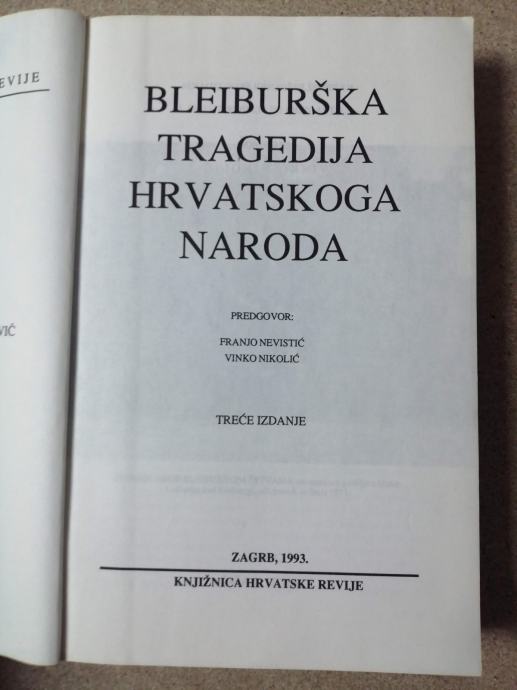 EVIJE
VIĆ
BLEIBURŠKA
TRAGEDIJA
HRVATSKOGA
NARODA
PREDGOVOR:
FRANJO NEVISTIĆ
VINKO NIKOLIĆ
TREĆE IZDANJE
ZAGRB, 1993.
KNJIŽNICA HRVATSKE REVIJE